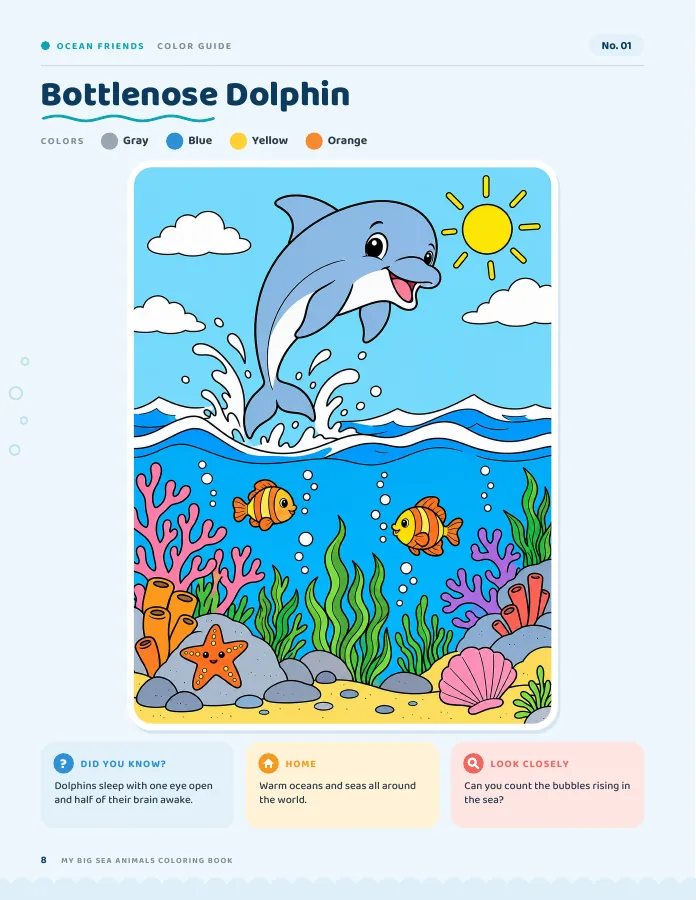 OCEAN FRIENDS COLOR GUIDE
No. 01
Bottlenose Dolphin
COLORS Gray Blue Yellow Orange
? DID YOU KNOW?
Dolphins sleep with one eye open
and half of their brain awake.
HOME
Warm oceans and seas all around
the world.
LOOK CLOSELY
Can you count the bubbles rising in
the sea?
8 MY BIG SEA ANIMALS COLORING BOOK